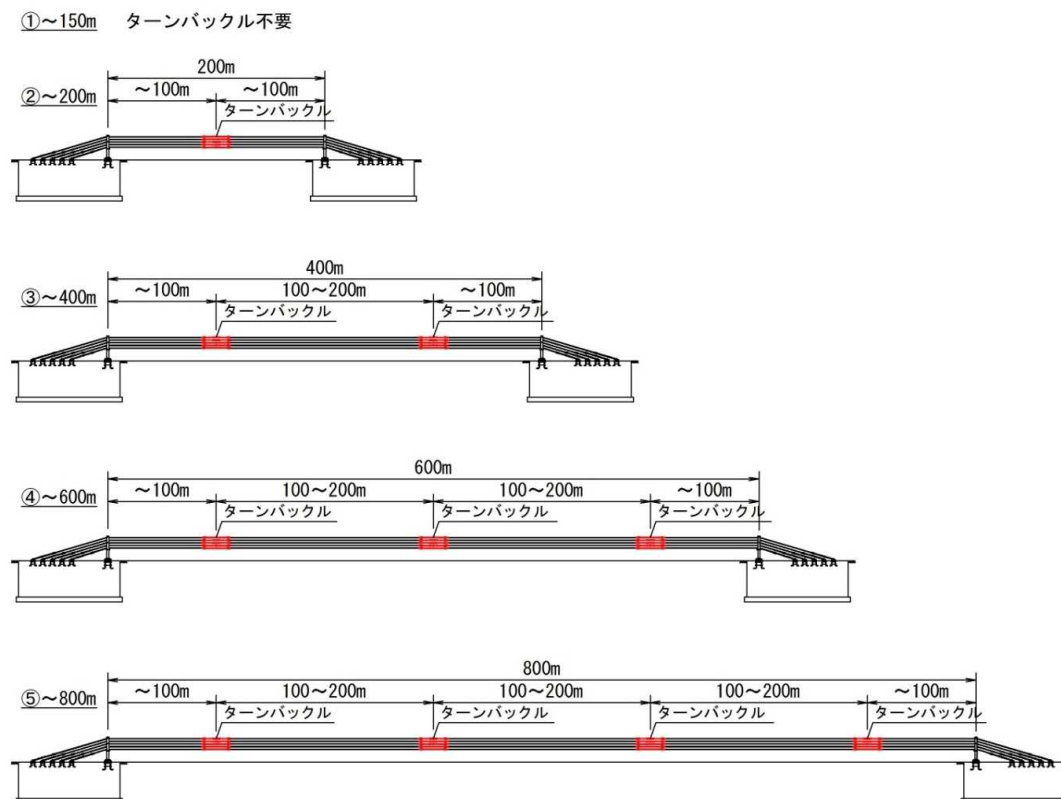 ①～150m ターンバックル不要
200m
②～200m
～100m ～100m
ターンバックル
400m
③～400m
～100m 100～200m ～100m
ターンバックル ターンバックル
600m
④～600m
～100m 100～200m 100～200m ～100m
ターンバックル ターンバックル ターンバックル
800m
⑤～800m
～100m 100～200m 100～200m 100～200m ～100m
ターンバックル ターンバックル ターンバックル ターンバックル